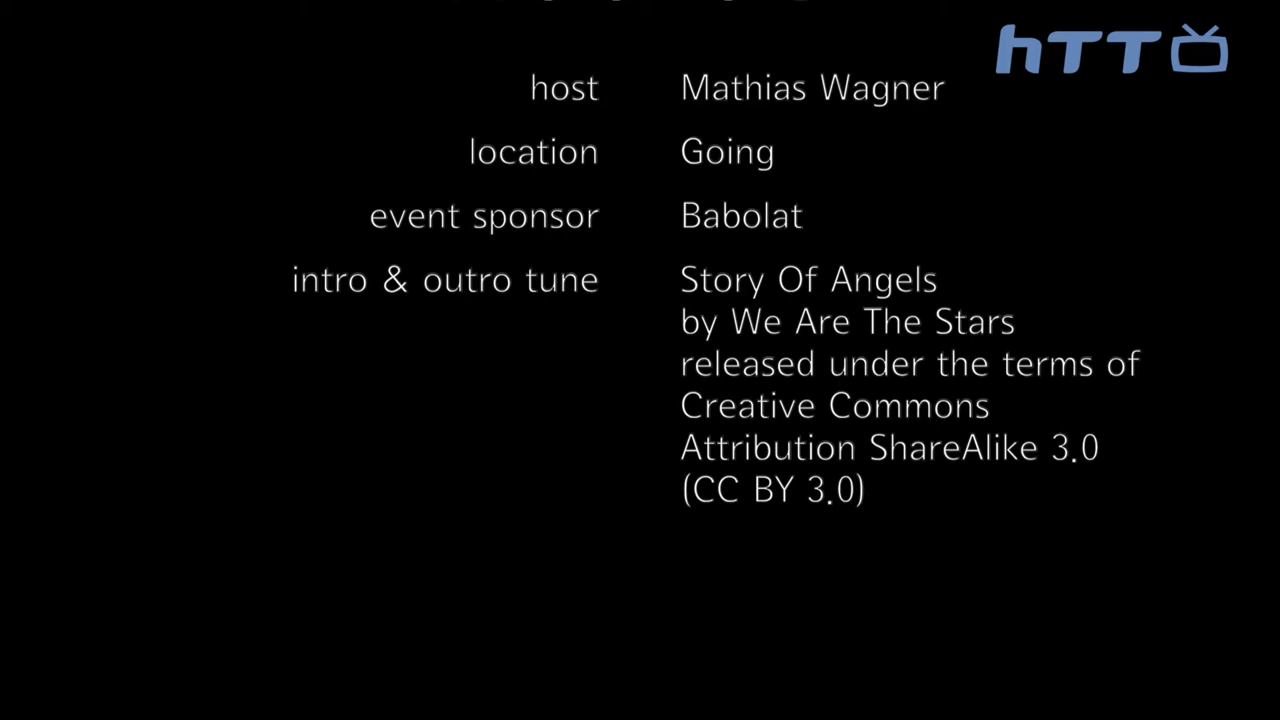 hTT
host Mathias Wagner
location Going
event sponsor Babolat
intro & outro tune Story Of Angels
by We Are The Stars
released under the terms of
Creative Commons
Attribution ShareAlike 3.0
(CC BY 3.0)